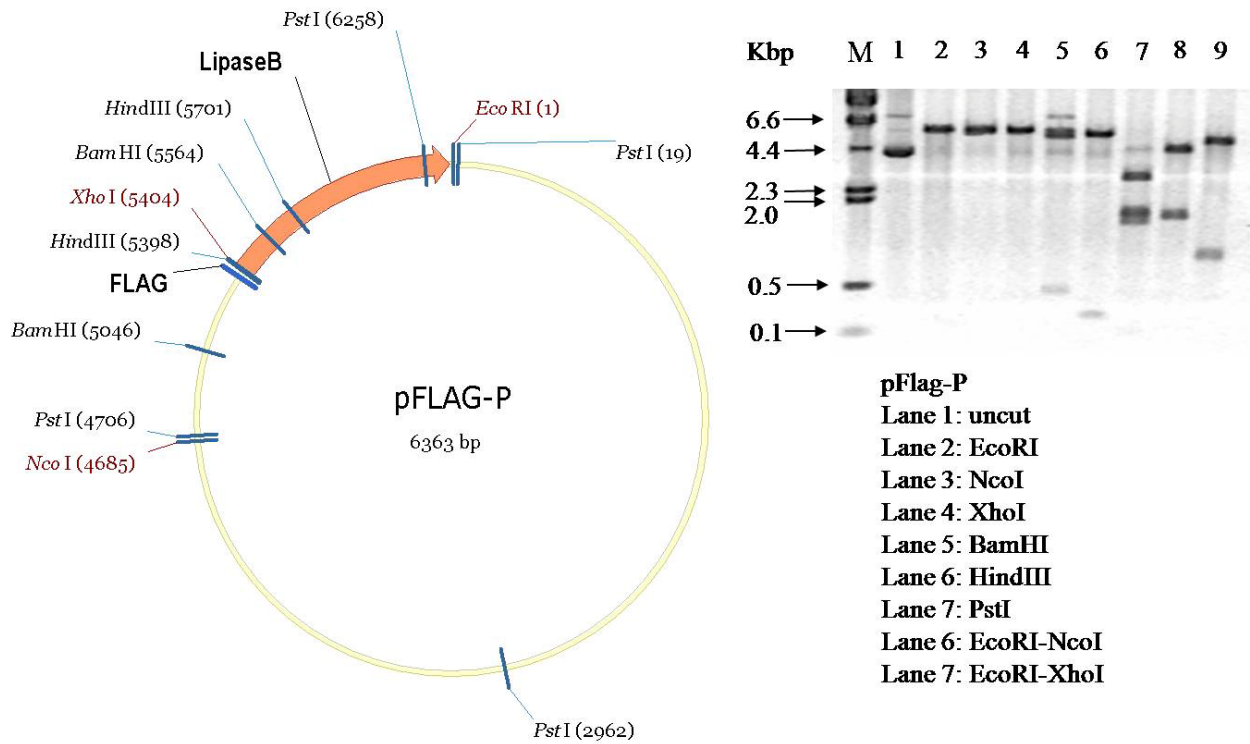 PstI (6258)
LipaseB
HindIII (5701)
EcoRI (1)
BamHI (5564)
PstI (19)
XhoI (5404)
HindIII (5398)
FLAG
BamHI (5046)
PstI (4706)
NcoI (4685)
pFLAG-P
6363 bp
PstI (2962)
Kbp M 1 2 3 4 5 6 7 8 9
6.6
4.4
2.3
2.0
0.5
0.1
pFlag-P
Lane 1: uncut
Lane 2: EcoRI
Lane 3: NcoI
Lane 4: XhoI
Lane 5: BamHI
Lane 6: HindIII
Lane 7: PstI
Lane 6: EcoRI-NcoI
Lane 7: EcoRI-XhoI